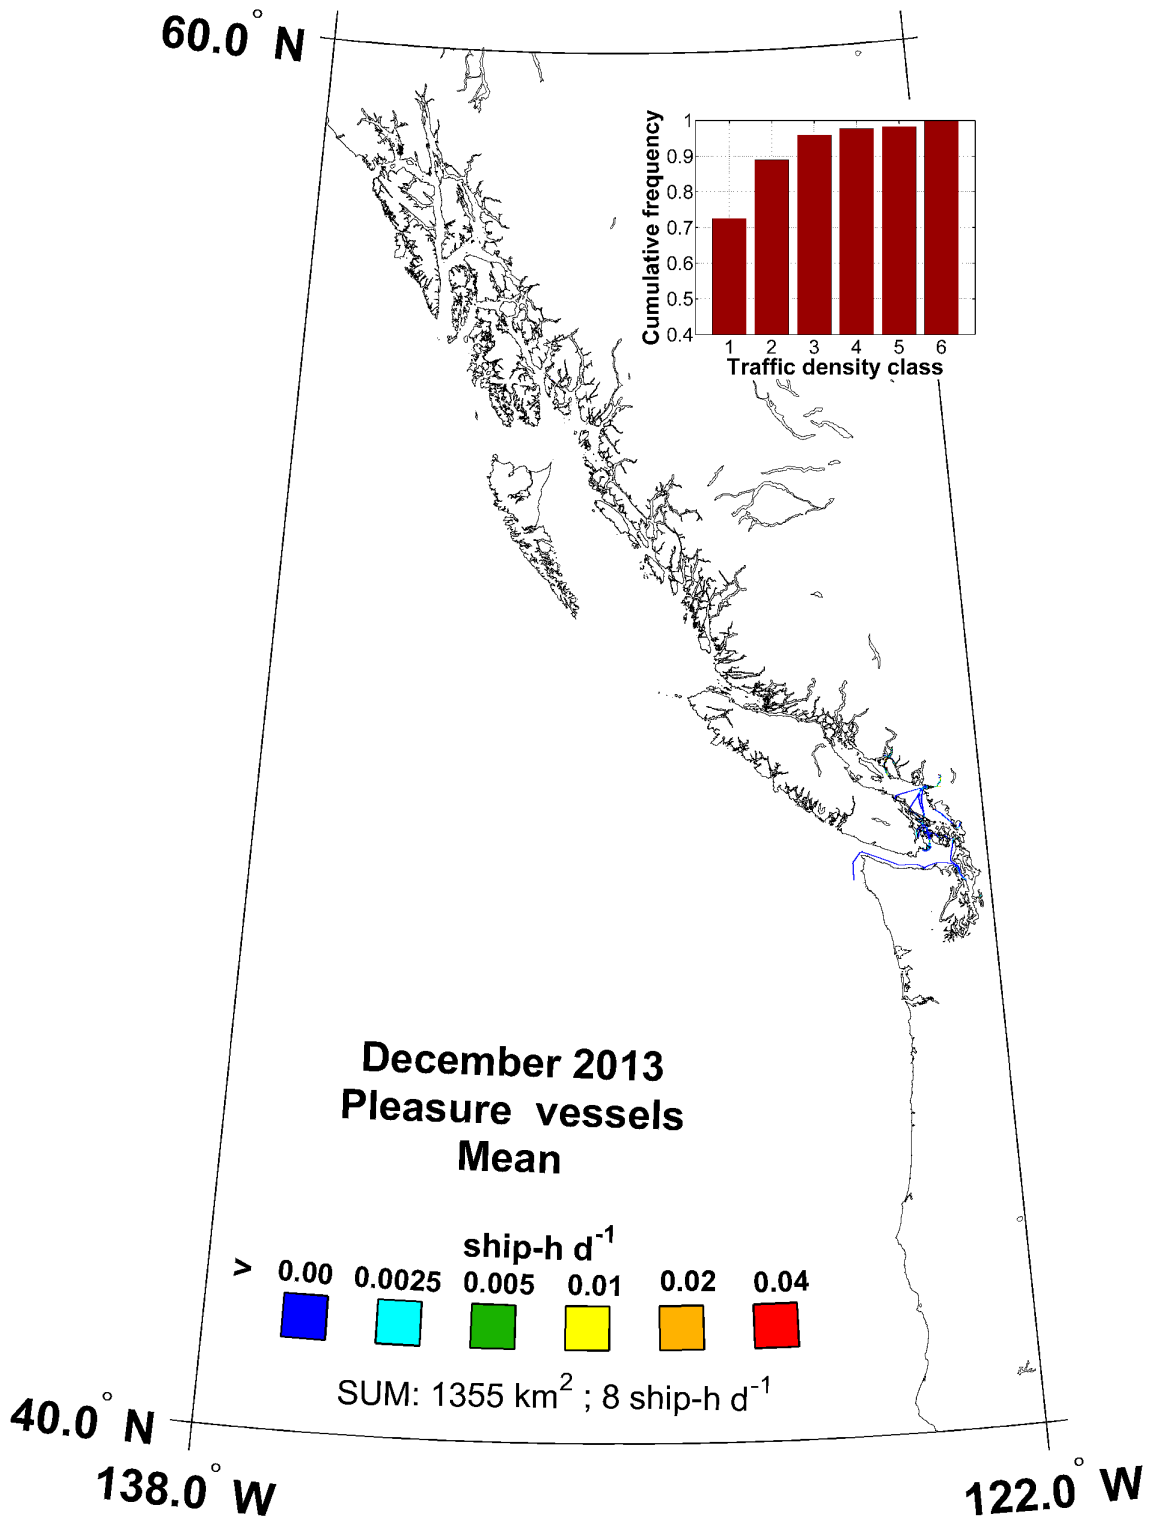 60.0° N
Cumulative frequency
1
0.9
0.8
0.7
0.6
0.5
0.4
1 2 3 4 5 6
Traffic density class
December 2013
Pleasure vessels
Mean
ship-h d⁻¹
> 0.00 0.0025 0.005 0.01 0.02 0.04
SUM: 1355 km² ; 8 ship-h d⁻¹
40.0° N
138.0° W
122.0° W